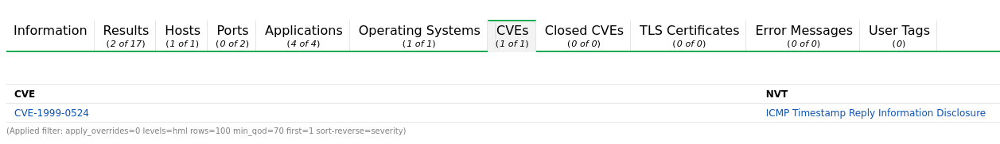 Information Results Hosts Ports Applications Operating Systems CVEs Closed CVEs TLS Certificates Error Messages User Tags
(2 of 17) (1 of 1) (0 of 2) (4 of 4) (1 of 1) (1 of 1) (0 of 0) (0 of 0) (0 of 0) (0)
CVE NVT
CVE-1999-0524 ICMP Timestamp Reply Information Disclosure
(Applied filter: apply_overrides=0 levels=hml rows=100 min_qod=70 first=1 sort-reverse=severity)